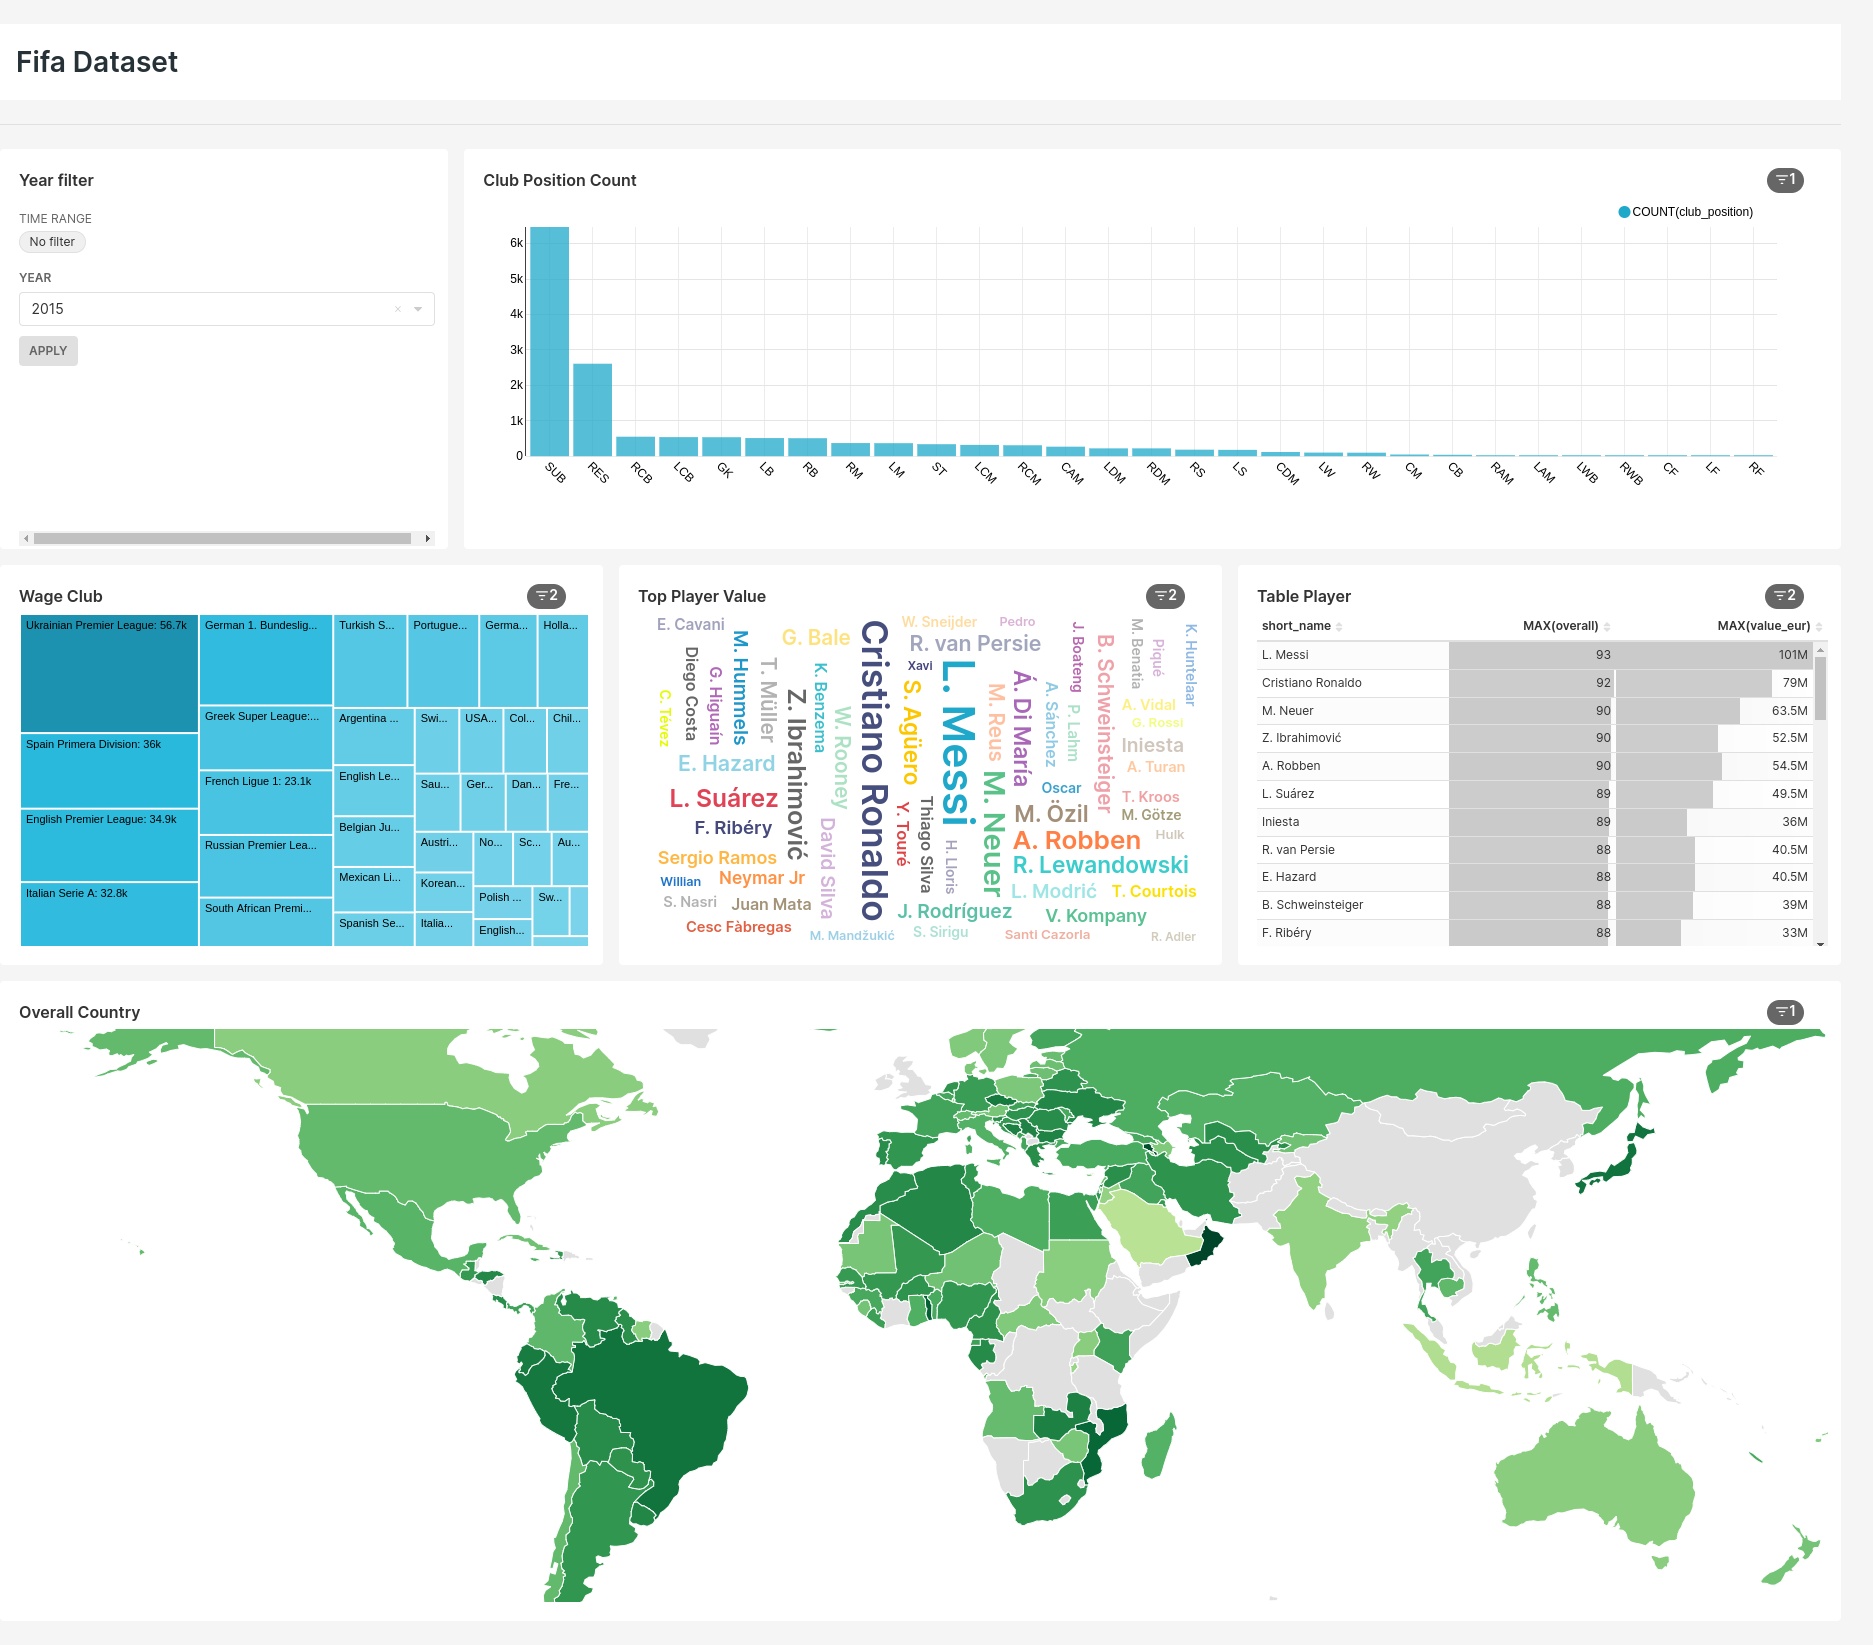 Fifa Dataset
Year filter
TIME RANGE
No filter
YEAR
2015
APPLY
Club Position Count
1
COUNT(club_position)
6k
5k
4k
3k
2k
1k
0
SUB RES RCB LCB GK LB RB RM LM ST LCM RCM CAM LDM RDM RS LS CDM LW RW CM CB RAM LAM LWB RWB CF LF RF
Wage Club
2
Ukrainian Premier League: 56.7k
Spain Primera Division: 36k
English Premier League: 34.9k
Italian Serie A: 32.8k
German 1. Bundeslig...
Greek Super League:...
French Ligue 1: 23.1k
Russian Premier Lea...
South African Premi...
Turkish S...
Portugue...
Germa...
Holla...
Argentina ...
English Le...
Belgian Ju...
Mexican Li...
Spanish Se...
Swi...
USA...
Col...
Chil...
Sau...
Ger...
Dan...
Fre...
Austri...
No...
Sc...
Au...
Korean...
Italia...
Polish ...
Sw...
English...
Top Player Value
2
E. Cavani
M. Hummels
G. Bale
Cristiano Ronaldo
W. Sneijder
Pedro
R. van Persie
J. Boateng
B. Schweinsteiger
M. Benatia
Piqué
K. Huntelaar
Diego Costa
G. Higuaín
T. Müller
K. Benzema
Xavi
L. Messi
Á. Di María
C. Tévez
Z. Ibrahimović
W. Rooney
S. Agüero
M. Reus
A. Sánchez
P. Lahm
A. Vidal
G. Rossi
Iniesta
A. Turan
E. Hazard
L. Suárez
F. Ribéry
David Silva
Y. Touré
Thiago Silva
M. Neuer
Oscar
M. Özil
T. Kroos
M. Götze
Hulk
A. Robben
H. Lloris
R. Lewandowski
Sergio Ramos
Willian
Neymar Jr
L. Modrić
T. Courtois
S. Nasri
Juan Mata
J. Rodríguez
V. Kompany
Cesc Fàbregas
M. Mandžukić
S. Sirigu
Santi Cazorla
R. Adler
Table Player
2
short_name MAX(overall) MAX(value_eur)
L. Messi 93 101M
Cristiano Ronaldo 92 79M
M. Neuer 90 63.5M
Z. Ibrahimović 90 52.5M
A. Robben 90 54.5M
L. Suárez 89 49.5M
Iniesta 89 36M
R. van Persie 88 40.5M
E. Hazard 88 40.5M
B. Schweinsteiger 88 39M
F. Ribéry 88 33M
Overall Country
1